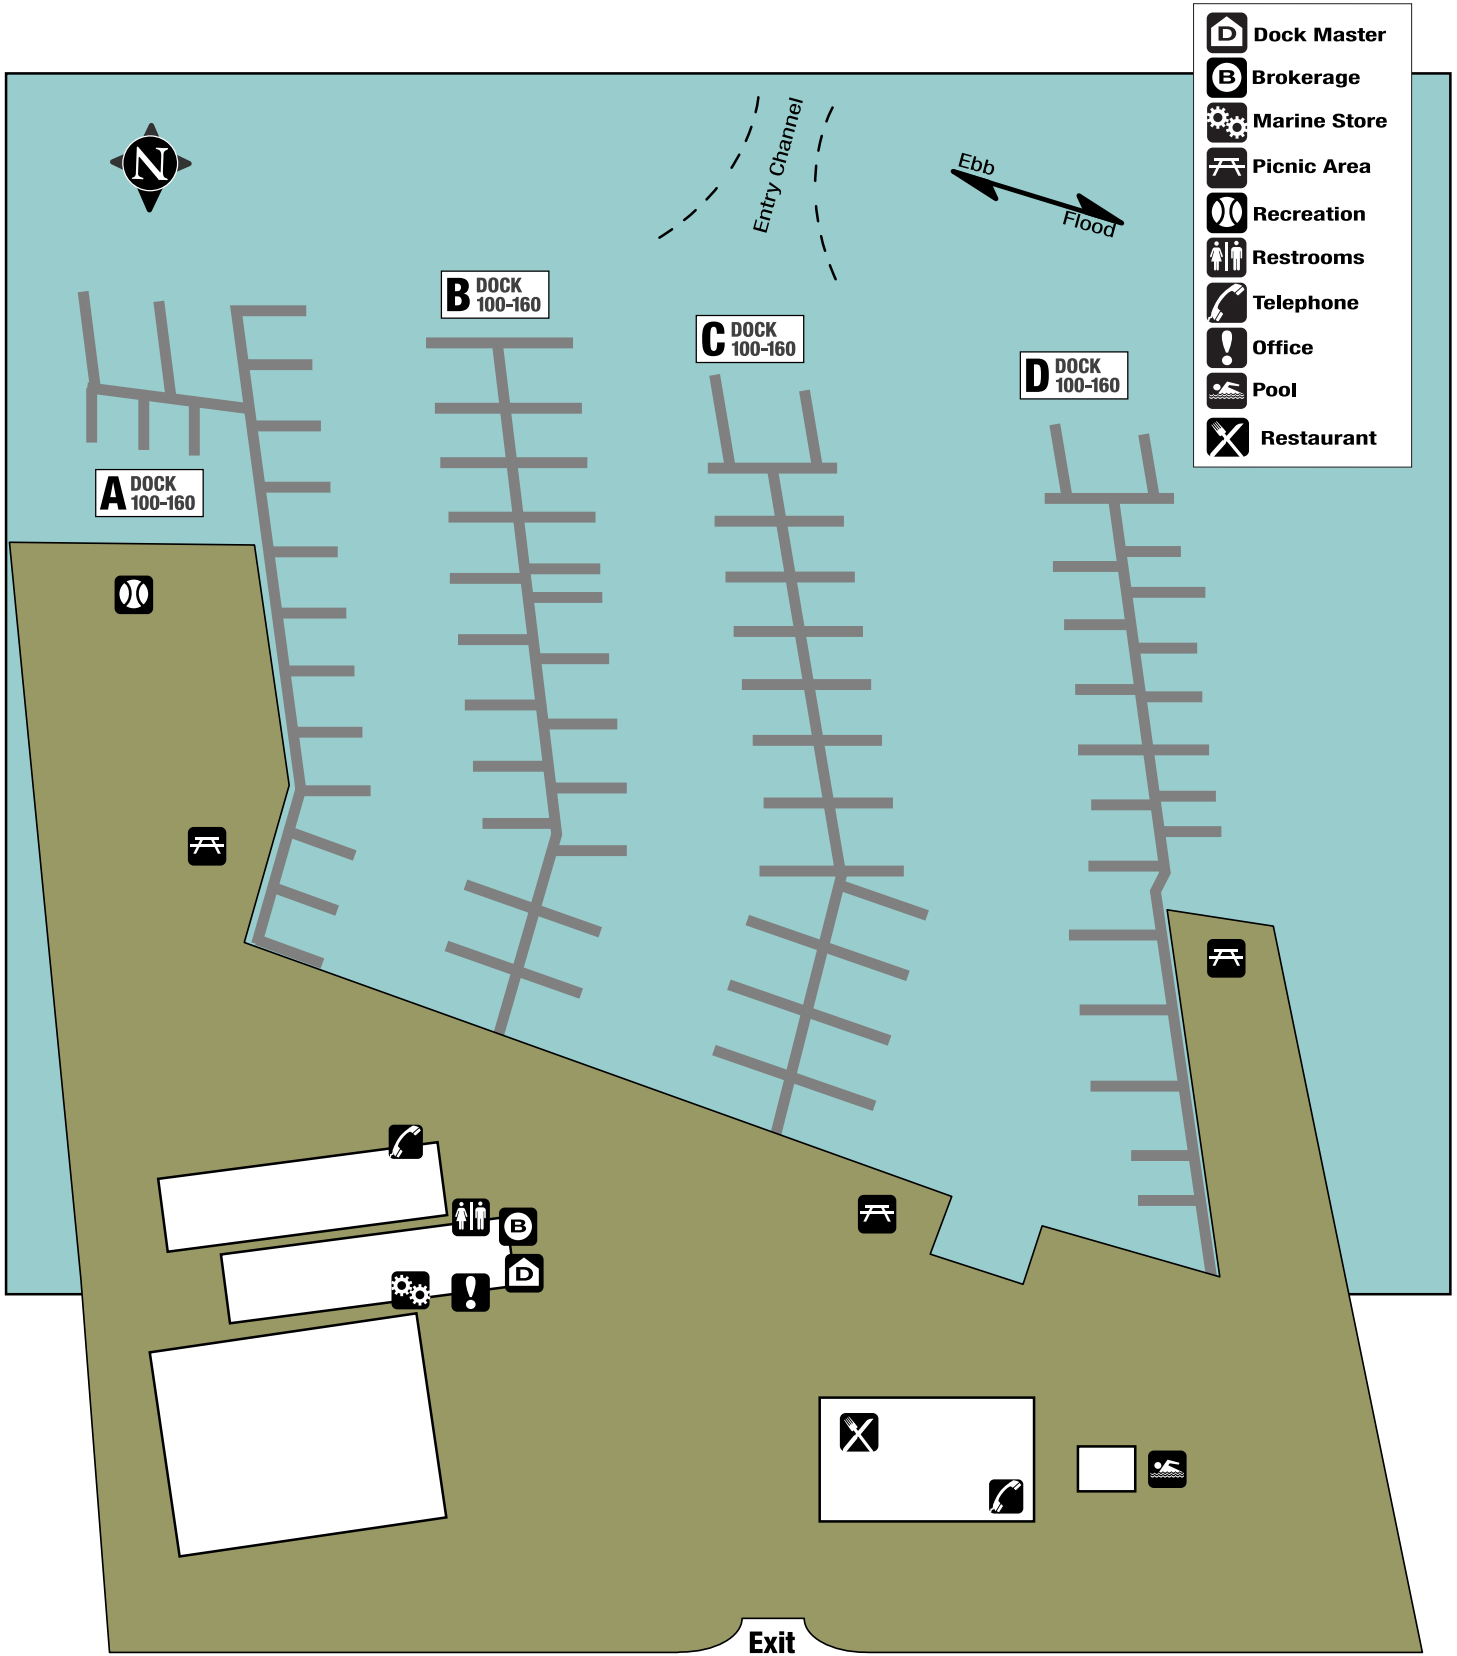 D Dock Master
B Brokerage
Marine Store
Picnic Area
Recreation
Restrooms
Telephone
Office
Pool
Restaurant
N
Entry Channel
Ebb
Flood
B DOCK
100-160
C DOCK
100-160
D DOCK
100-160
A DOCK
100-160
B
D
Exit